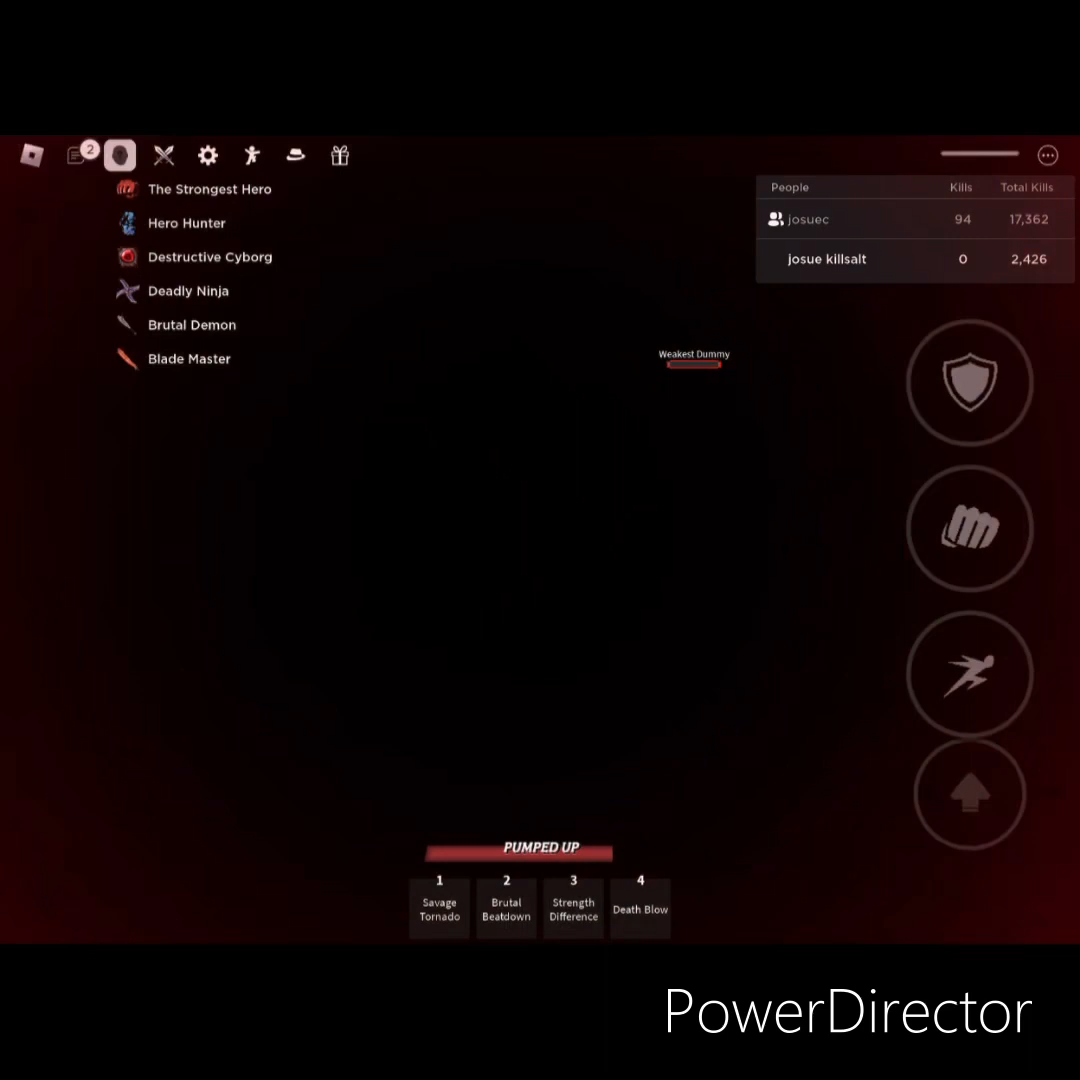 2
The Strongest Hero
Hero Hunter
Destructive Cyborg
Deadly Ninja
Brutal Demon
Blade Master
People Kills Total Kills
josuec 94 17,362
josue killsalt 0 2,426
Weakest Dummy
PUMPED UP
1 2 3 4
Savage Tornado
Brutal Beatdown
Strength Difference
Death Blow
PowerDirector